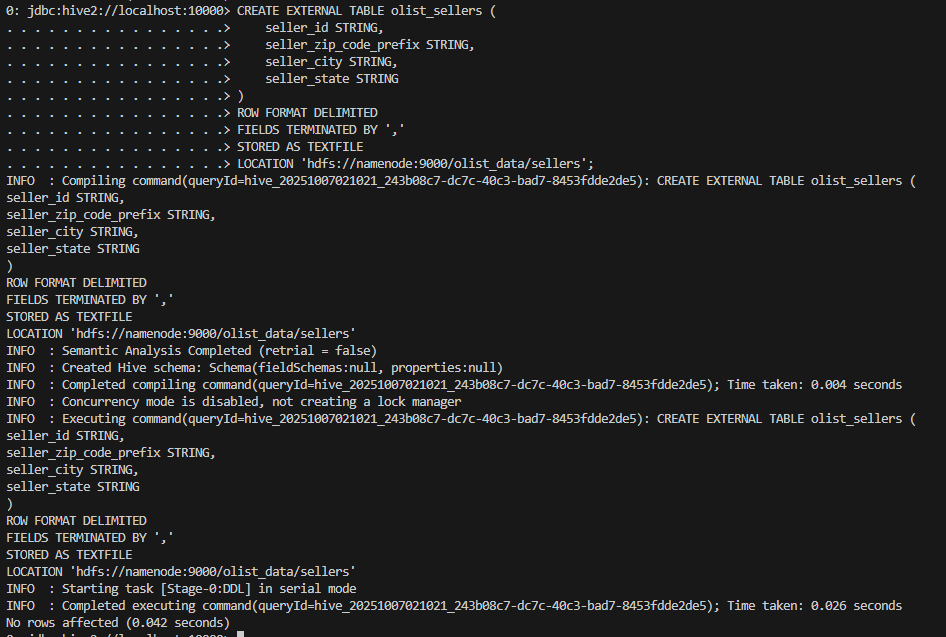 0: jdbc:hive2://localhost:10000> CREATE EXTERNAL TABLE olist_sellers (
. . . . . . . . . . . . . . . .>     seller_id STRING,
. . . . . . . . . . . . . . . .>     seller_zip_code_prefix STRING,
. . . . . . . . . . . . . . . .>     seller_city STRING,
. . . . . . . . . . . . . . . .>     seller_state STRING
. . . . . . . . . . . . . . . .> )
. . . . . . . . . . . . . . . .> ROW FORMAT DELIMITED
. . . . . . . . . . . . . . . .> FIELDS TERMINATED BY ','
. . . . . . . . . . . . . . . .> STORED AS TEXTFILE
. . . . . . . . . . . . . . . .> LOCATION 'hdfs://namenode:9000/olist_data/sellers';
INFO  : Compiling command(queryId=hive_20251007021021_243b08c7-dc7c-40c3-bad7-8453fdde2de5): CREATE EXTERNAL TABLE olist_sellers (
seller_id STRING,
seller_zip_code_prefix STRING,
seller_city STRING,
seller_state STRING
)
ROW FORMAT DELIMITED
FIELDS TERMINATED BY ','
STORED AS TEXTFILE
LOCATION 'hdfs://namenode:9000/olist_data/sellers'
INFO  : Semantic Analysis Completed (retrial = false)
INFO  : Created Hive schema: Schema(fieldSchemas:null, properties:null)
INFO  : Completed compiling command(queryId=hive_20251007021021_243b08c7-dc7c-40c3-bad7-8453fdde2de5); Time taken: 0.004 seconds
INFO  : Concurrency mode is disabled, not creating a lock manager
INFO  : Executing command(queryId=hive_20251007021021_243b08c7-dc7c-40c3-bad7-8453fdde2de5): CREATE EXTERNAL TABLE olist_sellers (
seller_id STRING,
seller_zip_code_prefix STRING,
seller_city STRING,
seller_state STRING
)
ROW FORMAT DELIMITED
FIELDS TERMINATED BY ','
STORED AS TEXTFILE
LOCATION 'hdfs://namenode:9000/olist_data/sellers'
INFO  : Starting task [Stage-0:DDL] in serial mode
INFO  : Completed executing command(queryId=hive_20251007021021_243b08c7-dc7c-40c3-bad7-8453fdde2de5); Time taken: 0.026 seconds
No rows affected (0.042 seconds)
0: jdbc:hive2://localhost:10000>